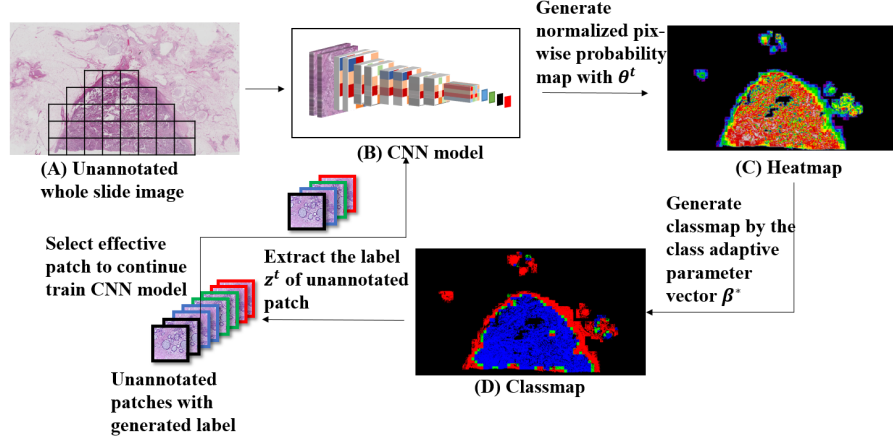 Generate
normalized pix-
wise probability
map with θᵗ
(A) Unannotated
whole slide image
(B) CNN model
(C) Heatmap
Generate
classmap by the
class adaptive
parameter
vector β*
Select effective
patch to continue
train CNN model
Extract the label
zᵗ of unannotated
patch
(D) Classmap
Unannotated
patches with
generated label